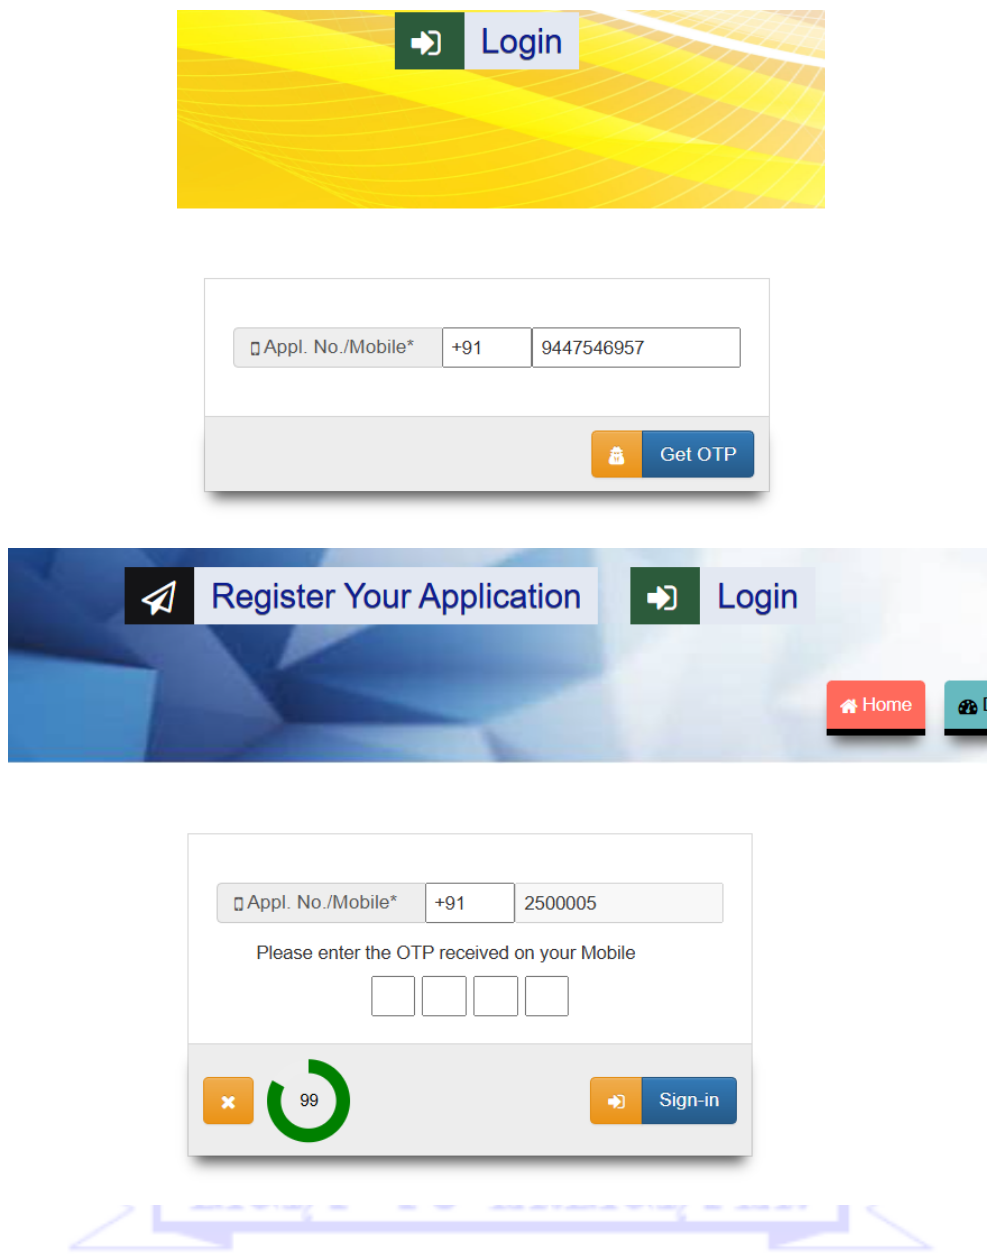 Login
Appl. No./Mobile* +91 9447546957
Get OTP
Register Your Application Login
Home
Appl. No./Mobile* +91 2500005
Please enter the OTP received on your Mobile
99 Sign-in